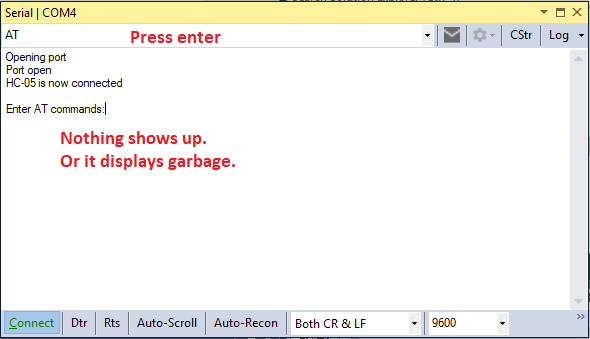 Serial | COM4
AT
Press enter
CStr
Log
Opening port
Port open
HC-05 is now connected
Enter AT commands:
Nothing shows up.
Or it displays garbage.
Connect
Dtr
Rts
Auto-Scroll
Auto-Recon
Both CR & LF
9600